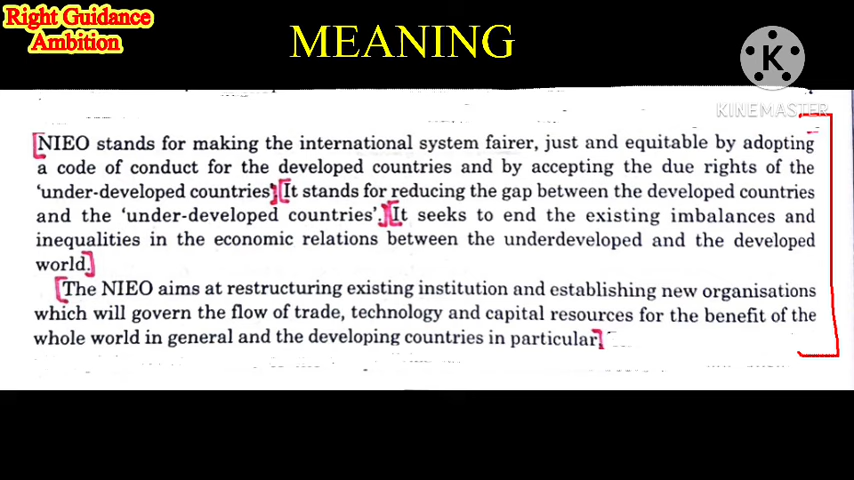 Right Guidance
Ambition
MEANING
K
KINEMASTER
NIEO stands for making the international system fairer, just and equitable by adopting
a code of conduct for the developed countries and by accepting the due rights of the
‘under-developed countries’. It stands for reducing the gap between the developed countries
and the ‘under-developed countries’. It seeks to end the existing imbalances and
inequalities in the economic relations between the underdeveloped and the developed
world.
The NIEO aims at restructuring existing institution and establishing new organisations
which will govern the flow of trade, technology and capital resources for the benefit of the
whole world in general and the developing countries in particular